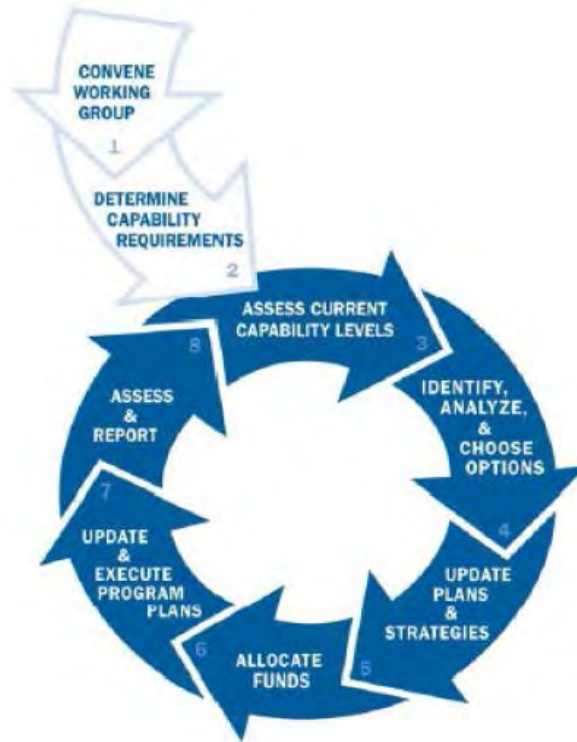 CONVENE
WORKING
GROUP
1
DETERMINE
CAPABILITY
REQUIREMENTS
2
ASSESS CURRENT
CAPABILITY LEVELS
3
IDENTIFY,
ANALYZE,
&
CHOOSE
OPTIONS
4
UPDATE
PLANS
&
STRATEGIES
5
ALLOCATE
FUNDS
6
UPDATE
&
EXECUTE
PROGRAM
PLANS
7
ASSESS
&
REPORT
8